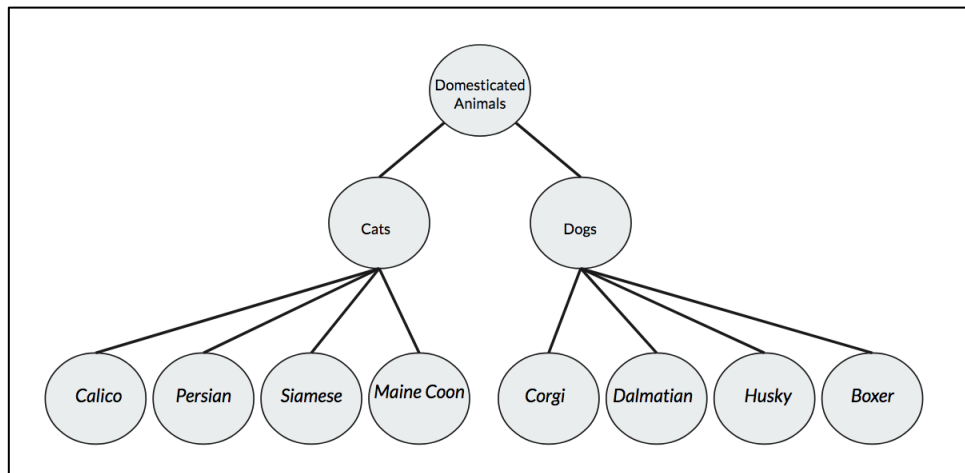 Domesticated
Animals
Cats
Dogs
Calico
Persian
Siamese
Maine Coon
Corgi
Dalmatian
Husky
Boxer